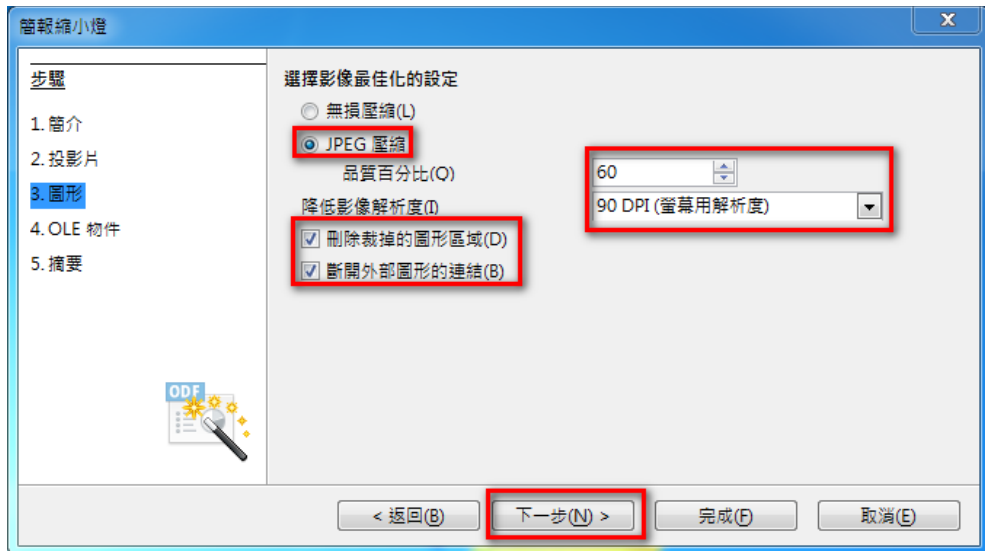 簡報縮小燈
步驟
1. 簡介
2. 投影片
3. 圖形
4. OLE 物件
5. 摘要
ODF
選擇影像最佳化的設定
無損壓縮(L)
JPEG 壓縮
品質百分比(Q) 60
降低影像解析度(I) 90 DPI (螢幕用解析度)
刪除裁掉的圖形區域(D)
斷開外部圖形的連結(B)
< 返回(B) 下一步(N) > 完成(F) 取消(E)